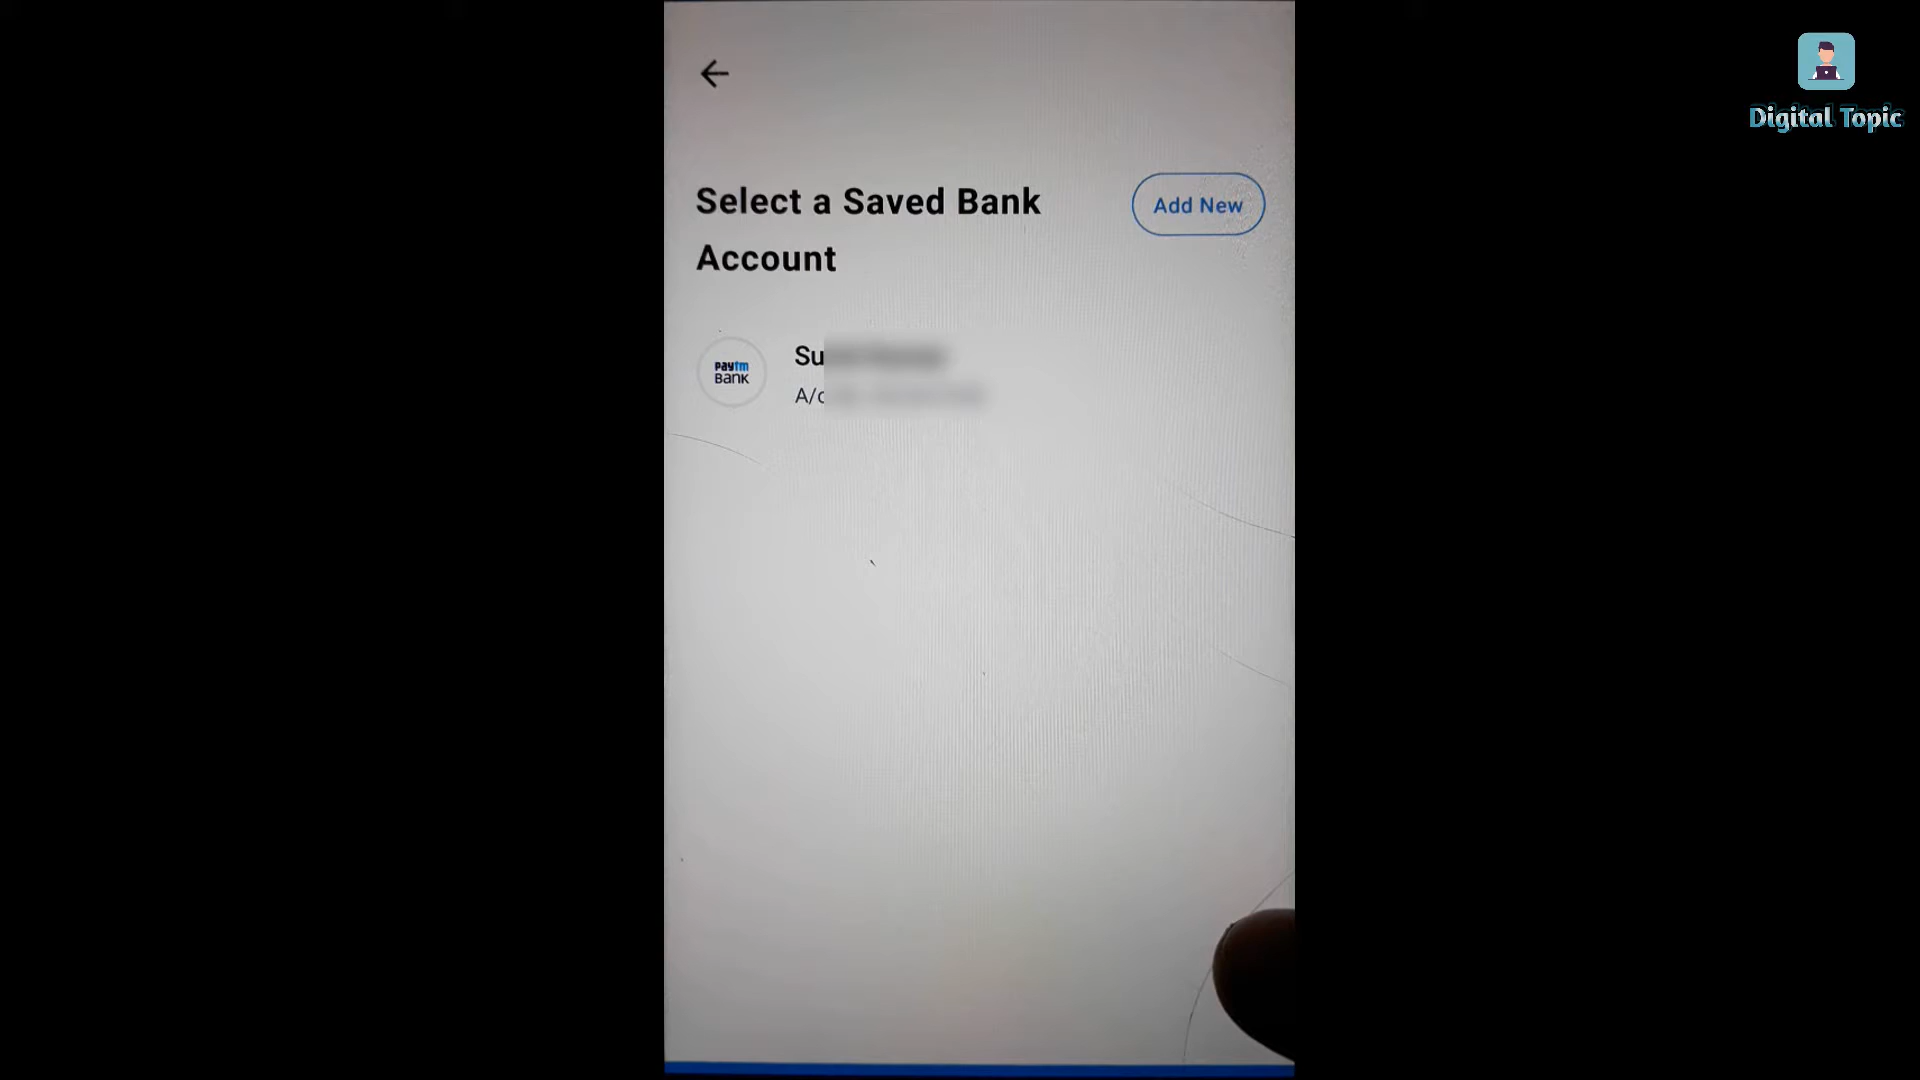 Digital Topic
Select a Saved Bank
Account
Add New
paytm
Bank
Su
A/c